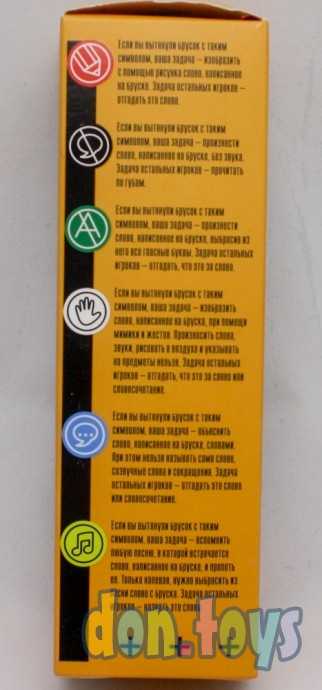 Если вы вытянули брусок с таким
символом, ваша задача — изобразить
с помощью рисунка слово, написанное
на бруске. Задача остальных игроков —
отгадать это слово.
Если вы вытянули брусок с таким
символом, ваша задача — произнести
слово, написанное на бруске, без звука.
Задача остальных игроков — прочитать
по губам.
Если вы вытянули брусок с таким
символом, ваша задача — произнести
слово, написанное на бруске, выбросив из
него все гласные буквы. Задача остальных
игроков — отгадать, что это за слово.
Если вы вытянули брусок с таким
символом, ваша задача — изобразить
слово, написанное на бруске, при помощи
мимики и жестов. Произносить слова,
звуки, рисовать в воздухе и указывать
на предметы нельзя. Задача остальных
игроков — отгадать, что это за слово или
словосочетание.
Если вы вытянули брусок с таким
символом, ваша задача — объяснить
слово, написанное на бруске, словами.
При этом нельзя называть само слово,
созвучные слова и сокращения. Задача
остальных игроков — отгадать это слово
или словосочетание.
Если вы вытянули брусок с таким
символом, ваша задача — вспомнить
любую песню, в которой встречается
слово, написанное на бруске, и пропеть
ее. Только напевая, нужно выбросить из
песни слово с бруска. Задача остальных
игроков — назвать это слово.
don.toys